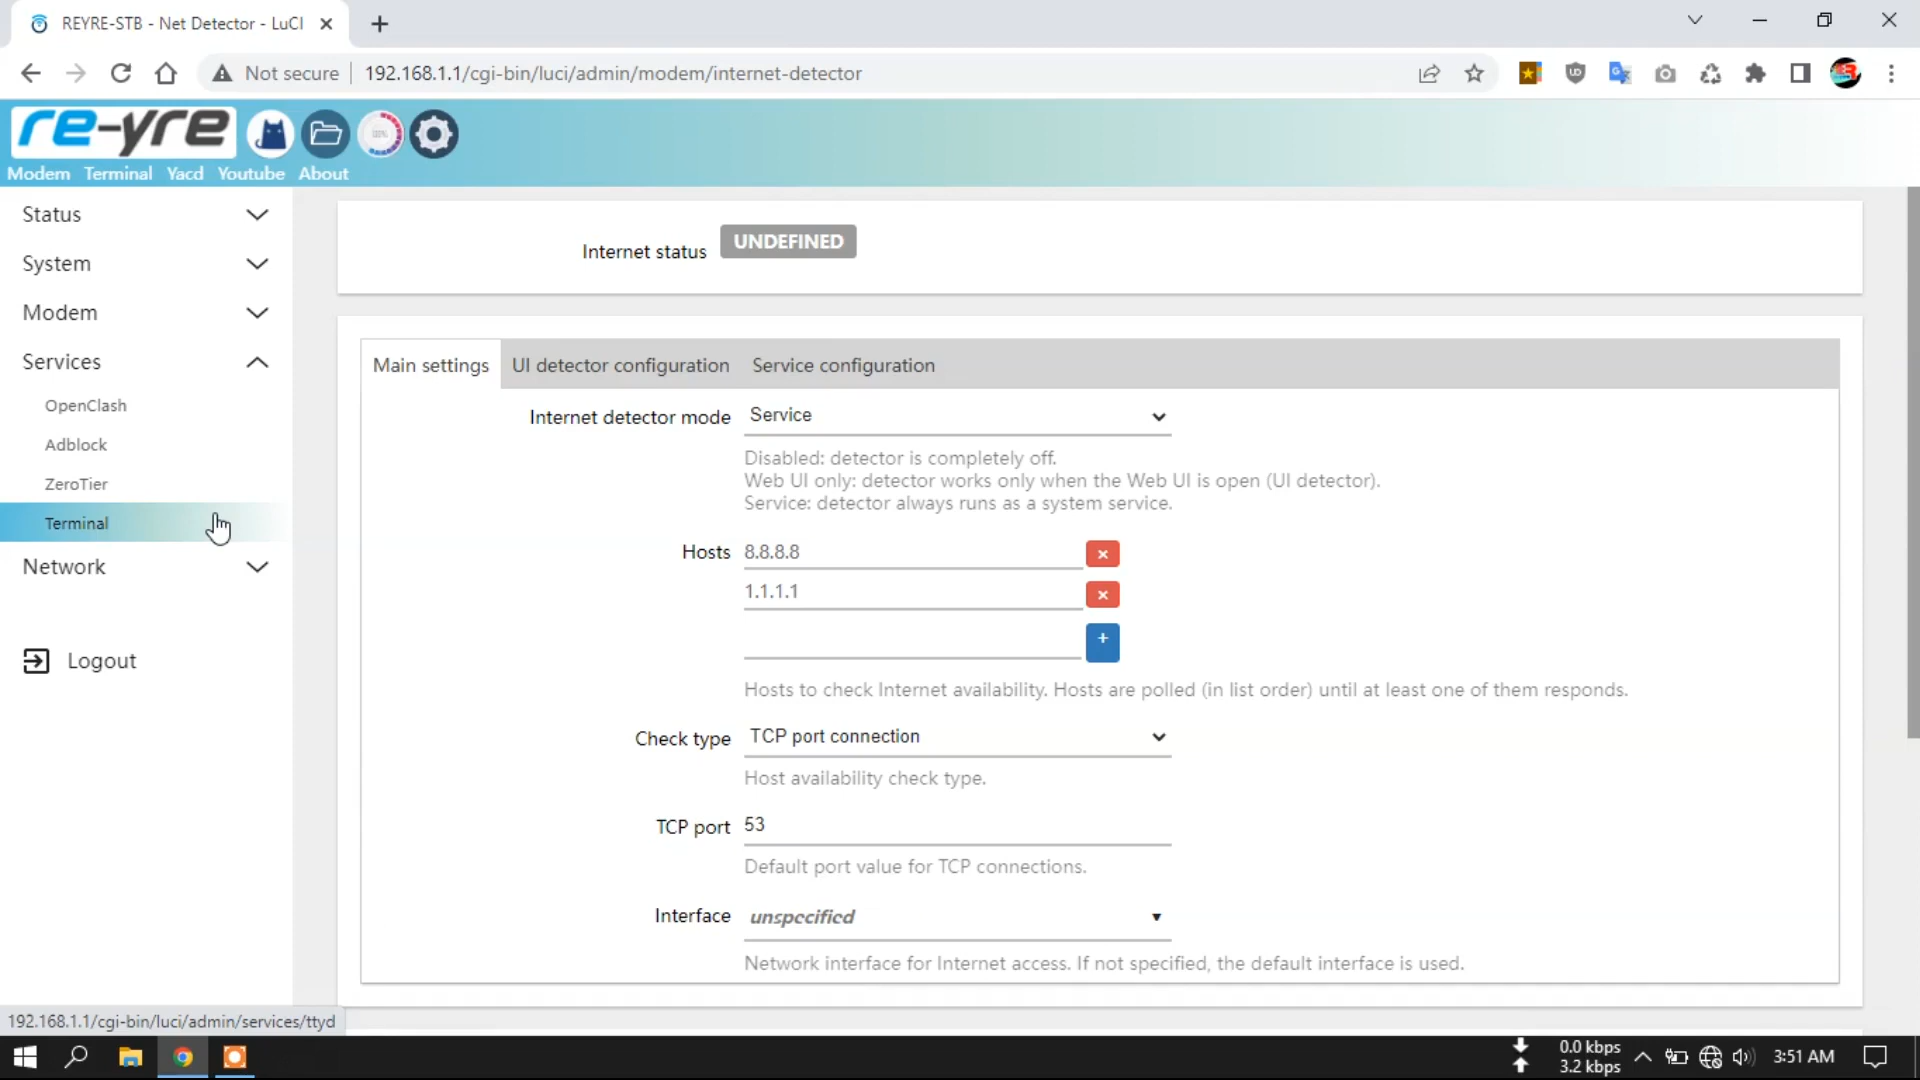 REYRE-STB - Net Detector - LuCI
Not secure
192.168.1.1/cgi-bin/luci/admin/modem/internet-detector
re-yre
Modem Terminal Yacd Youtube About
Status
System
Modem
Services
OpenClash
Adblock
ZeroTier
Terminal
Network
Logout
Internet status UNDEFINED
Main settings UI detector configuration Service configuration
Internet detector mode Service
Disabled: detector is completely off.
Web UI only: detector works only when the Web UI is open (UI detector).
Service: detector always runs as a system service.
Hosts 8.8.8.8
×
1.1.1.1
×
+
Hosts to check Internet availability. Hosts are polled (in list order) until at least one of them responds.
Check type TCP port connection
Host availability check type.
TCP port 53
Default port value for TCP connections.
Interface unspecified
Network interface for Internet access. If not specified, the default interface is used.
192.168.1.1/cgi-bin/luci/admin/services/ttyd
0.0 kbps
3.2 kbps
3:51 AM